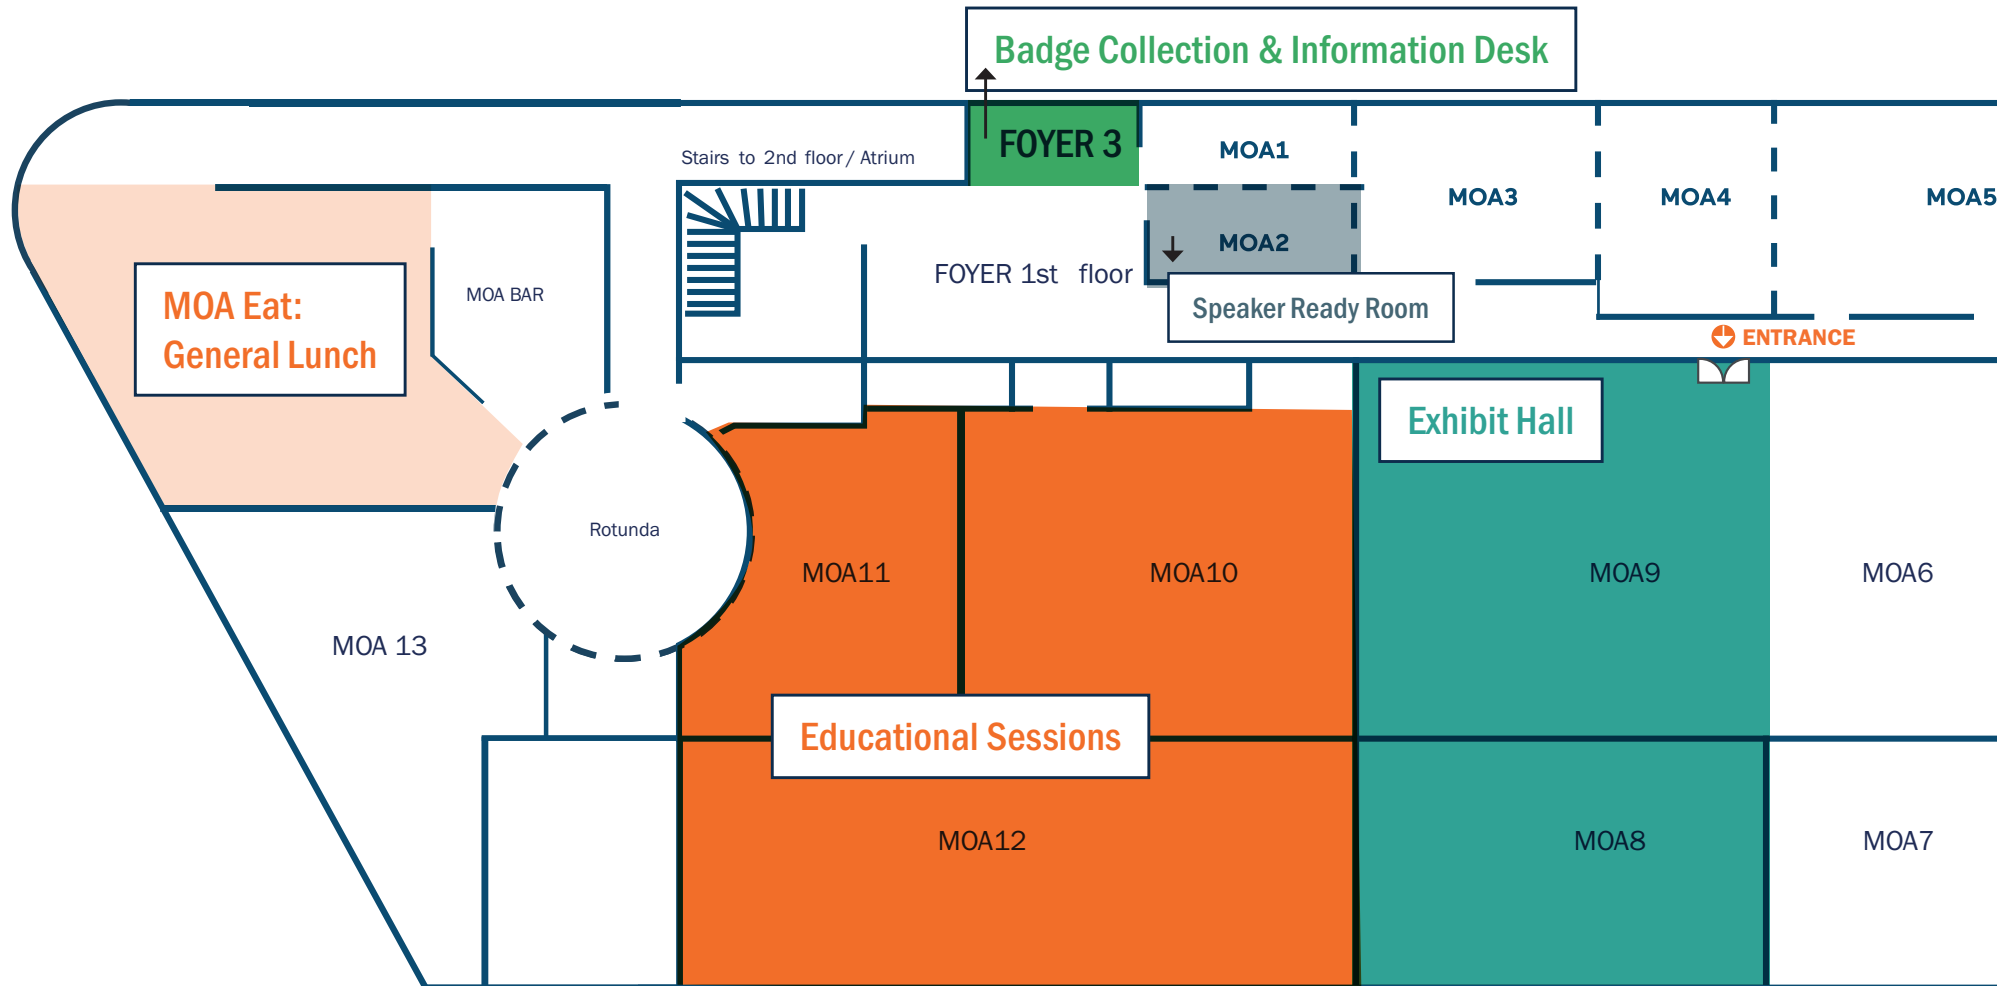 Badge Collection & Information Desk
FOYER 3
Stairs to 2nd floor / Atrium
MOA1
MOA2
MOA3
MOA4
MOA5
FOYER 1st floor
Speaker Ready Room
ENTRANCE
MOA Eat:
General Lunch
MOA BAR
Exhibit Hall
Rotunda
MOA11
MOA10
MOA9
MOA6
MOA 13
Educational Sessions
MOA12
MOA8
MOA7